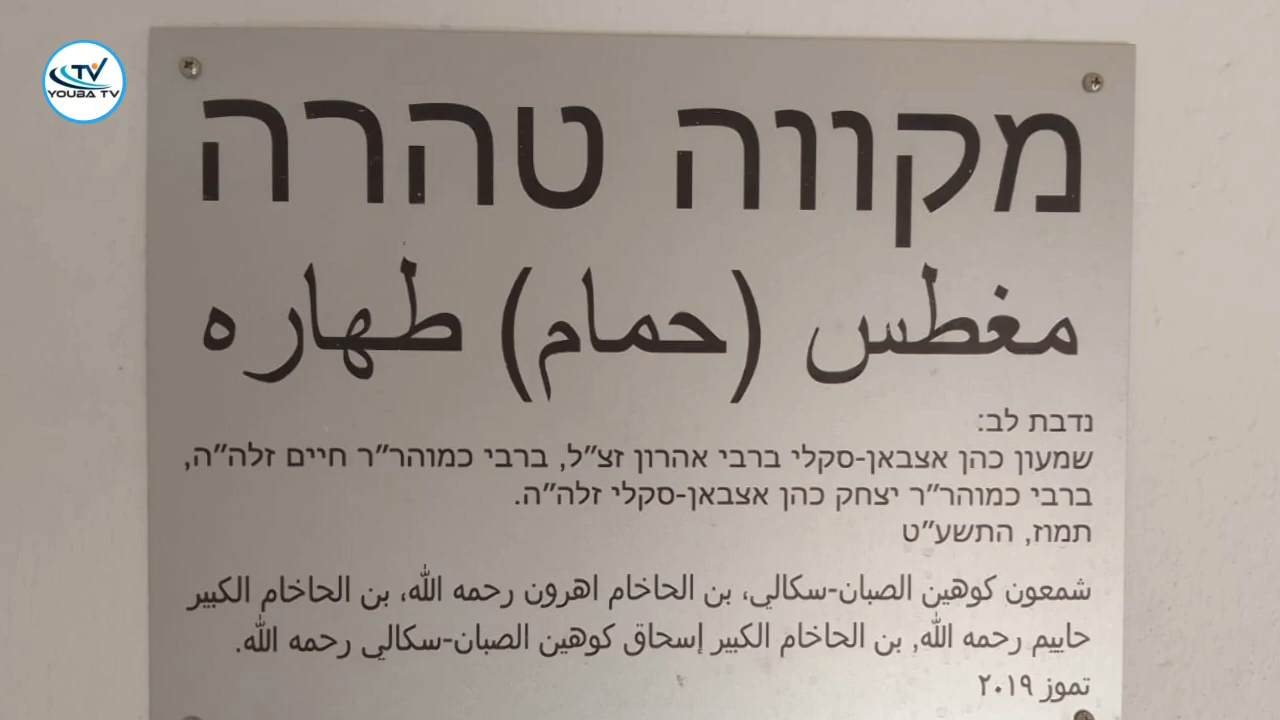 TV
YOUBA TV
מקווה טהרה
مغطس (حمام) طهاره
נדבת לב:
שמעון כהן אצבאן-סקלי ברבי אהרון זצ”ל, ברבי כמוהר”ר חיים זלה”ה,
ברבי כמוהר”ר יצחק כהן אצבאן-סקלי זלה”ה.
תמוז, התשע”ט
شمعون كوهين الصبان-سكالي، بن الحاخام اهرون رحمه الله، بن الحاخام الكبير
حاييم رحمه الله, بن الحاخام الكبير إسحاق كوهين الصبان-سكالي رحمه الله.
تموز ٢٠١٩